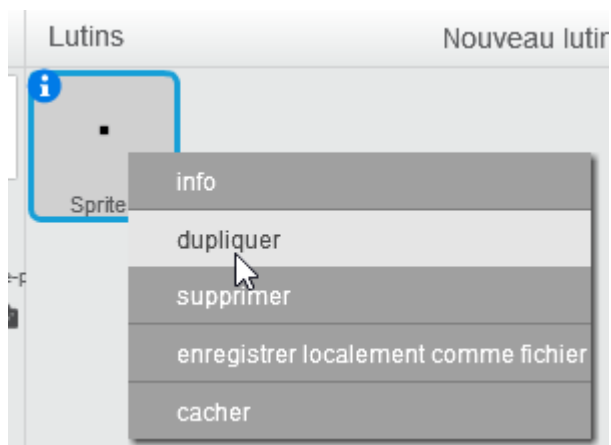 Lutins Nouveau lutin
i
Sprite
info
dupliquer
supprimer
enregistrer localement comme fichier
cacher